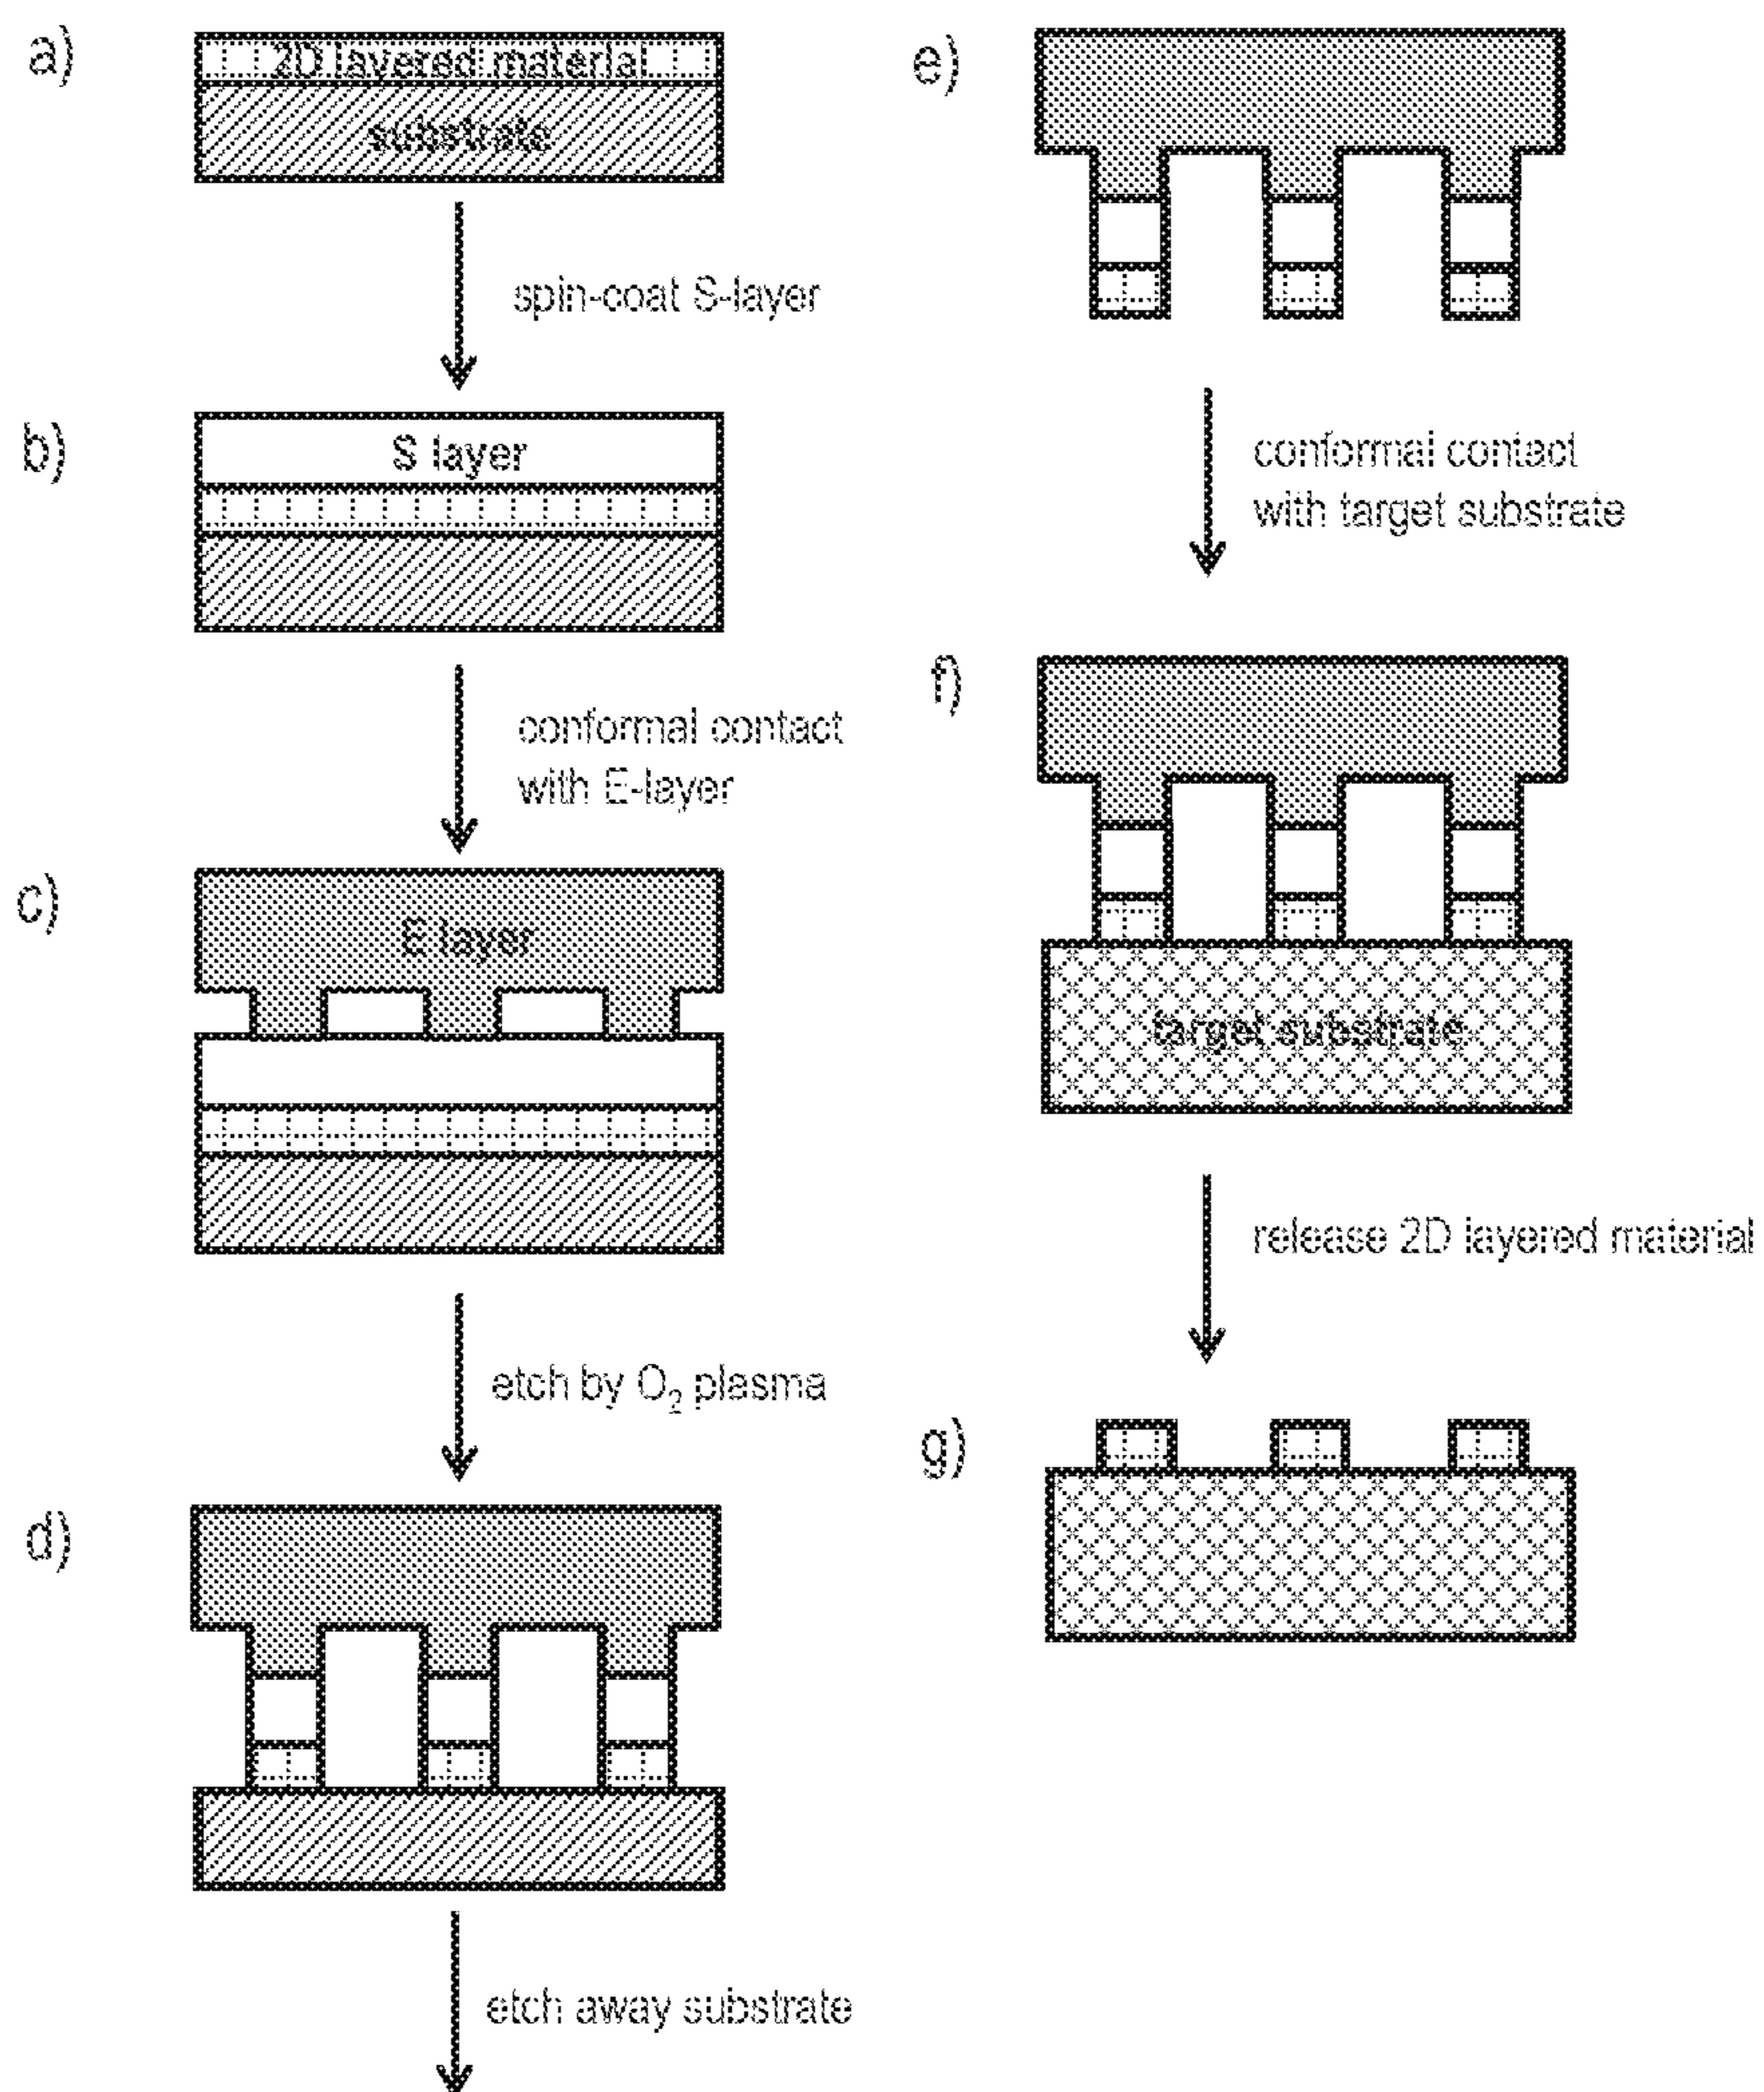 a)
2D layered material
substrate
spin-coat S-layer
b)
S layer
conformal contact
with E-layer
c)
E layer
etch by O₂ plasma
d)
etch away substrate
e)
conformal contact
with target substrate
f)
target substrate
release 2D layered material
g)